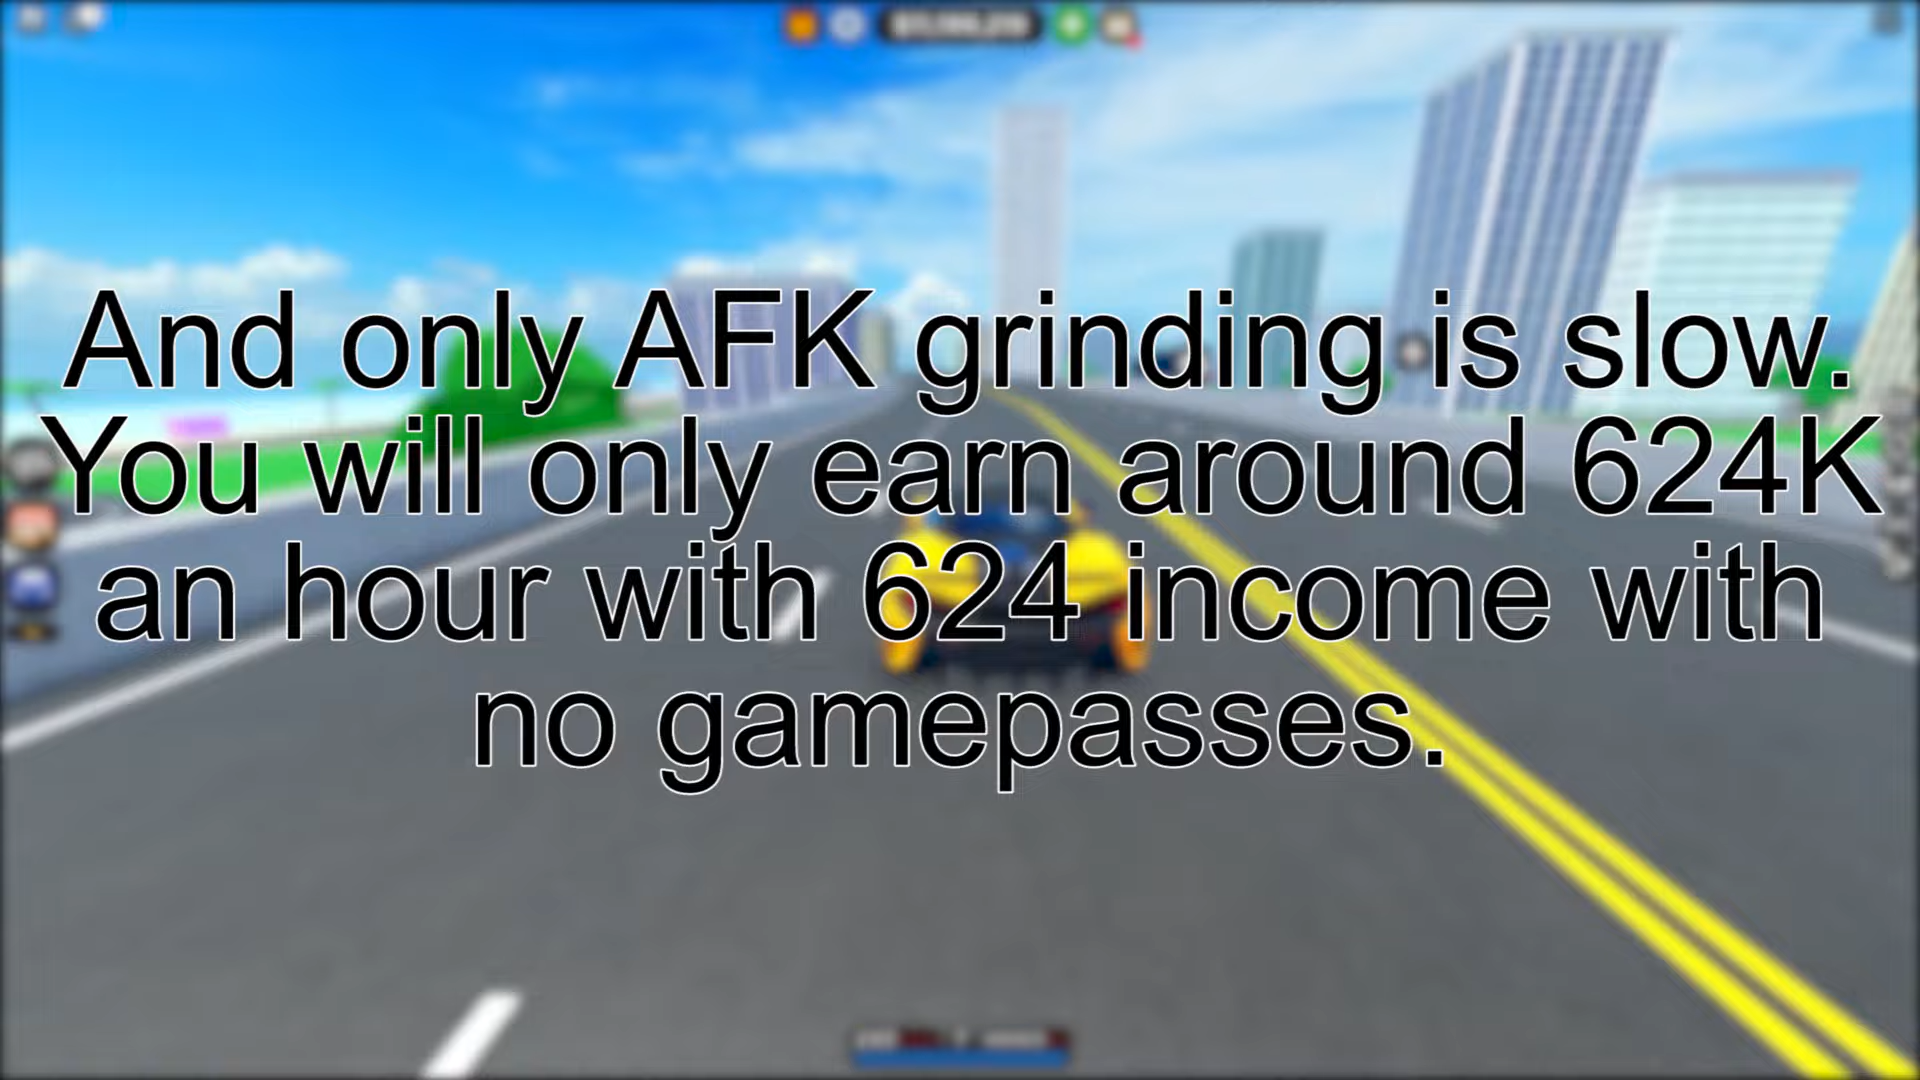 And only AFK grinding is slow.
You will only earn around 624K
an hour with 624 income with
no gamepasses.